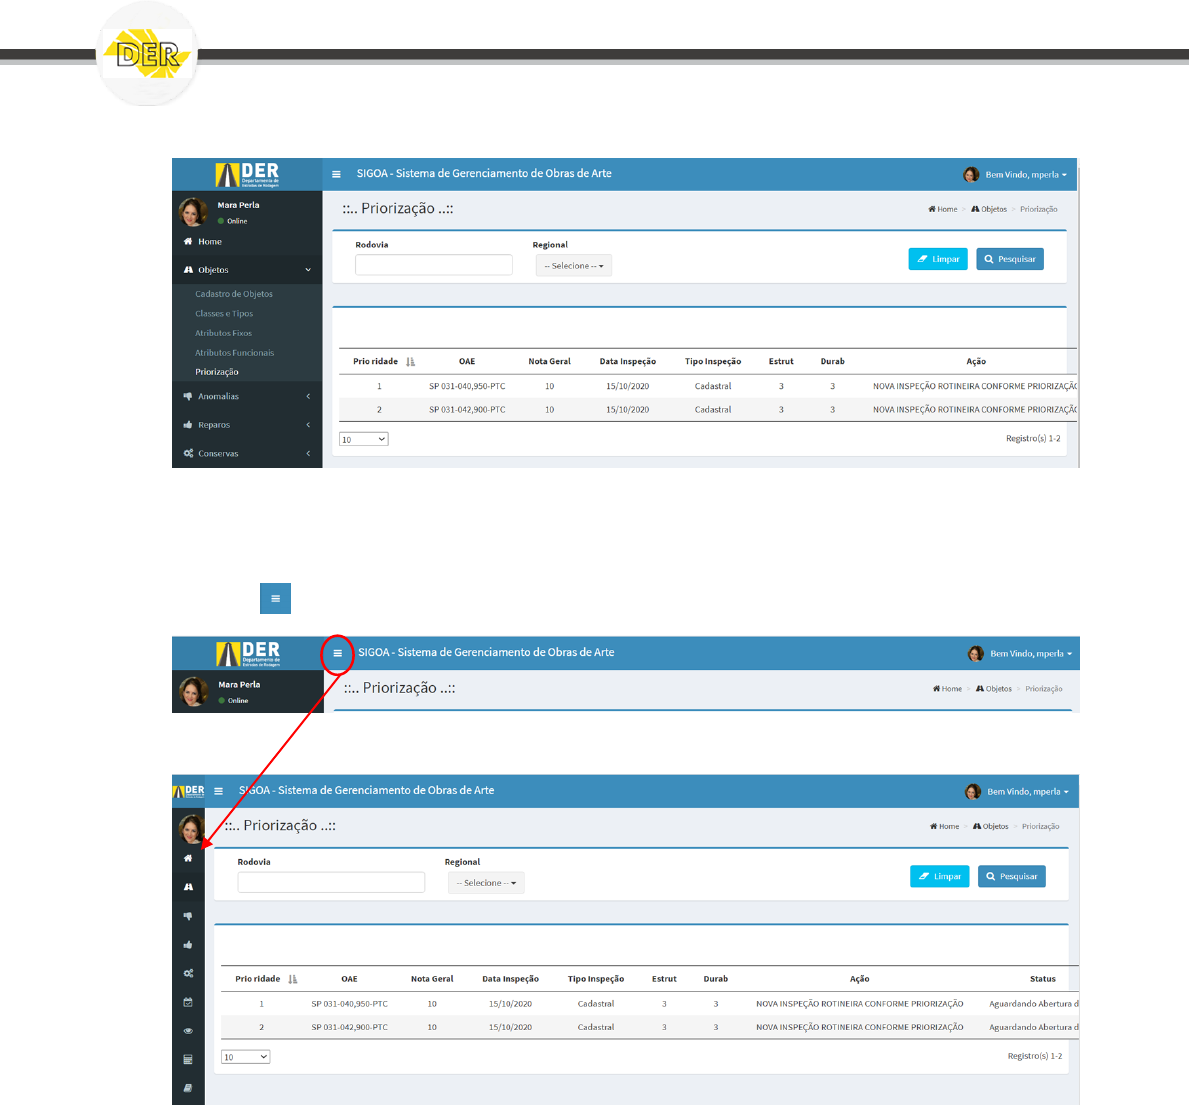 DER
DER
Departamento de
Estradas de Rodagem
SIGOA - Sistema de Gerenciamento de Obras de Arte
Bem Vindo, mperla
Mara Perla
Online
::.. Priorização ..::
Home > Objetos > Priorização
Home
Objetos
Cadastro de Objetos
Classes e Tipos
Atributos Fixos
Atributos Funcionais
Priorização
Anomalias
Reparos
Conservas
Rodovia
Regional
-- Selecione --
Limpar
Pesquisar
Prio ridade OAE Nota Geral Data Inspeção Tipo Inspeção Estrut Durab Ação
1 SP 031-040,950-PTC 10 15/10/2020 Cadastral 3 3 NOVA INSPEÇÃO ROTINEIRA CONFORME PRIORIZAÇÃO
2 SP 031-042,900-PTC 10 15/10/2020 Cadastral 3 3 NOVA INSPEÇÃO ROTINEIRA CONFORME PRIORIZAÇÃO
10
Registro(s) 1-2
DER
Departamento de
Estradas de Rodagem
SIGOA - Sistema de Gerenciamento de Obras de Arte
Bem Vindo, mperla
Mara Perla
Online
::.. Priorização ..::
Home > Objetos > Priorização
DER
SIGOA - Sistema de Gerenciamento de Obras de Arte
Bem Vindo, mperla
::.. Priorização ..::
Home > Objetos > Priorização
Rodovia
Regional
-- Selecione --
Limpar
Pesquisar
Prio ridade OAE Nota Geral Data Inspeção Tipo Inspeção Estrut Durab Ação Status
1 SP 031-040,950-PTC 10 15/10/2020 Cadastral 3 3 NOVA INSPEÇÃO ROTINEIRA CONFORME PRIORIZAÇÃO Aguardando Abertura d
2 SP 031-042,900-PTC 10 15/10/2020 Cadastral 3 3 NOVA INSPEÇÃO ROTINEIRA CONFORME PRIORIZAÇÃO Aguardando Abertura d
10
Registro(s) 1-2